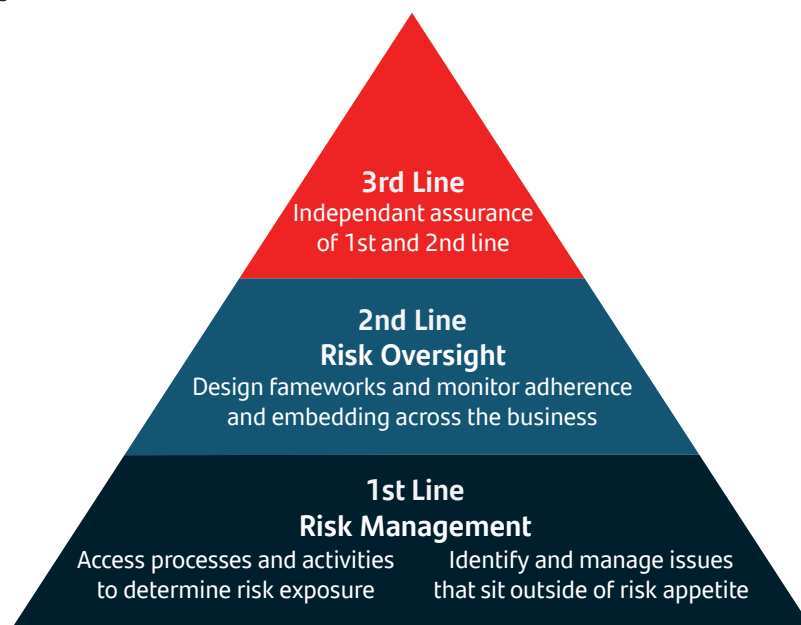 3rd Line
Independant assurance
of 1st and 2nd line
2nd Line
Risk Oversight
Design fameworks and monitor adherence
and embedding across the business
1st Line
Risk Management
Access processes and activities
to determine risk exposure
Identify and manage issues
that sit outside of risk appetite